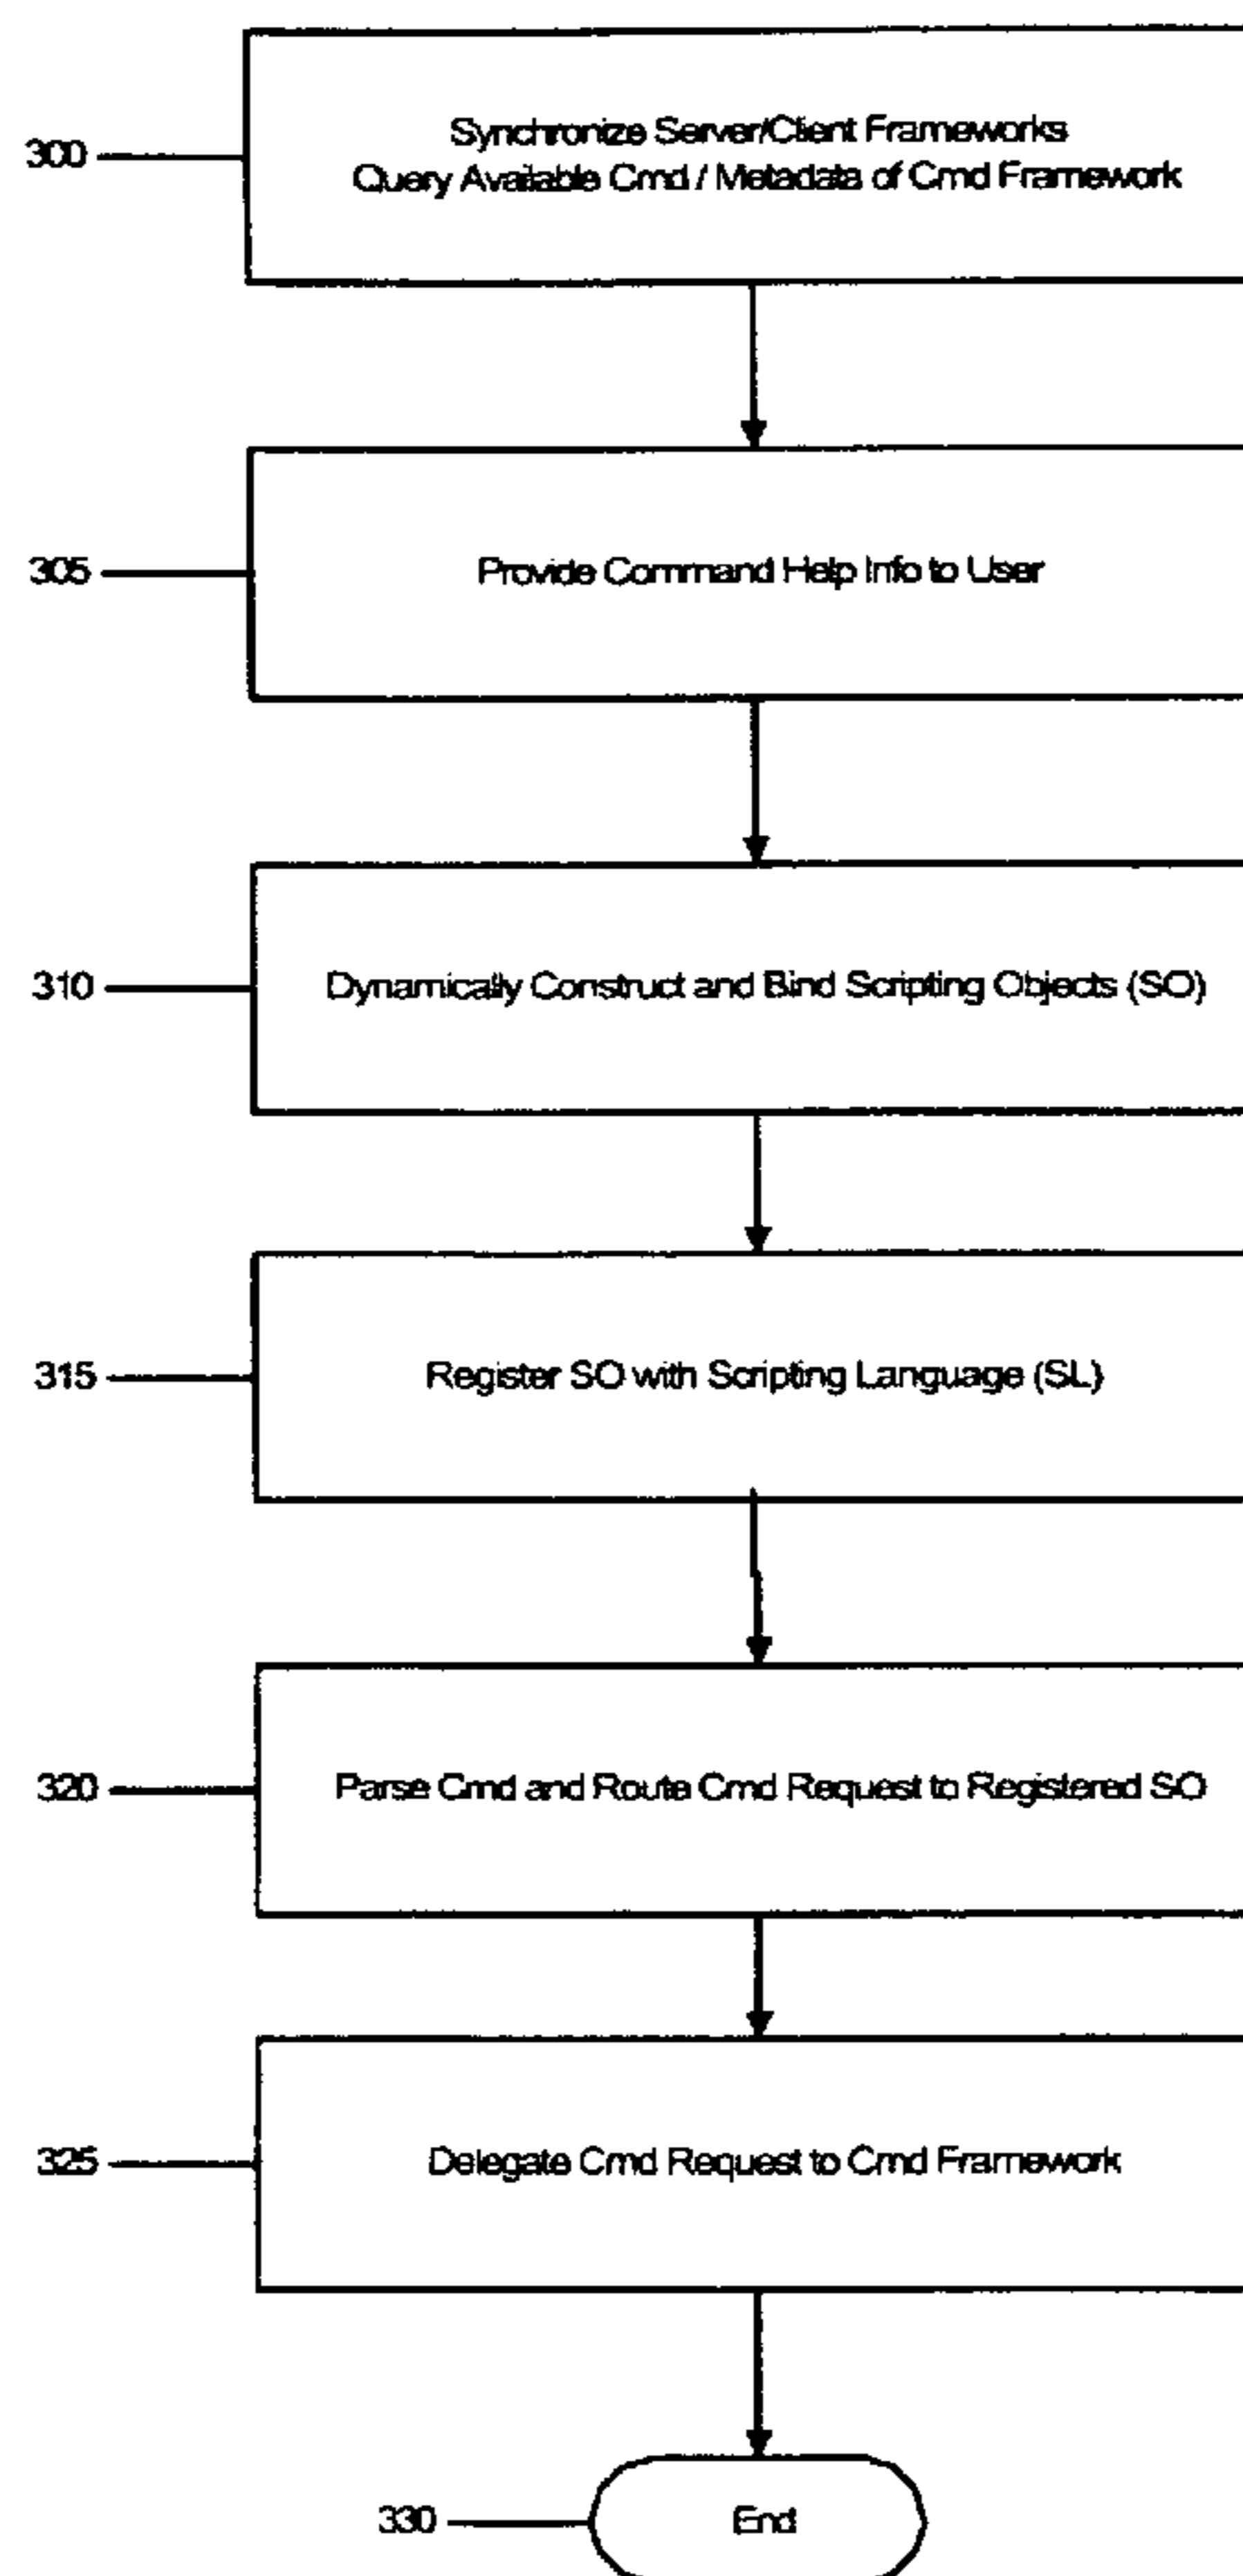 Synchronize Server/Client Frameworks
300
Query Available Cmd / Metadata of Cmd Framework
305
Provide Command Help Info to User
310
Dynamically Construct and Bind Scripting Objects (SO)
315
Register SO with Scripting Language (SL)
320
Parse Cmd and Route Cmd Request to Registered SO
325
Delegate Cmd Request to Cmd Framework
330
End